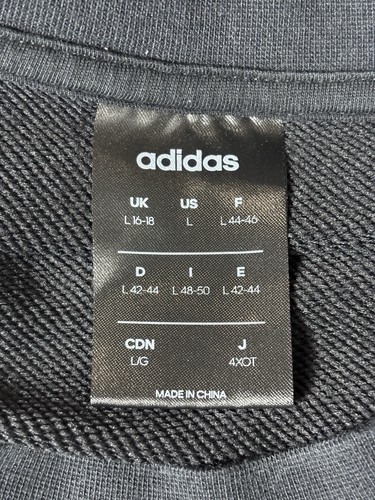 adidas
UK US F
L 16-18 L L 44-46
D I E
L 42-44 L 48-50 L 42-44
CDN J
L/G 4XOT
MADE IN CHINA